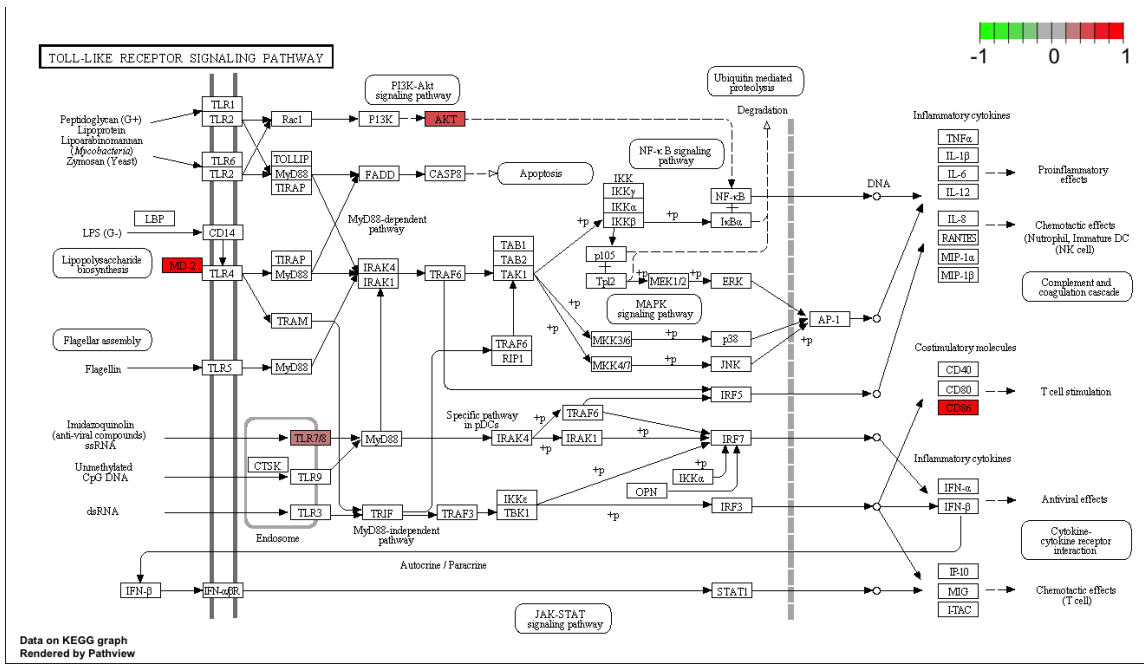 -1 0 1
TOLL-LIKE RECEPTOR SIGNALING PATHWAY
PI3K-Akt
signaling pathway
Ubiquitin mediated
proteolysis
Degradation
Peptidoglycan (G+)
Lipoprotein
Lipoarabinomannan
(Mycobacteria)
Zymosan (Yeast)
TLR1
TLR2
Rac1
PI3K
AKT
TLR6
TLR2
TOLLIP
MyD88
TIRAP
FADD
CASP8
Apoptosis
NF-κB signaling
pathway
IKK
IKKγ
IKKα
IKKβ
NF-κB
IκBα
+p
+p
DNA
Inflammatory cytokines
TNFα
IL-1β
IL-6
IL-12
Proinflammatory
effects
IL-8
RANTES
MIP-1α
MIP-1β
Chemotactic effects
(Nutrophil, Immature DC
(NK cell)
Complement and
coagulation cascade
LBP
LPS (G-)
CD14
Lipopolysaccharide
biosynthesis
MD-2
TLR4
TIRAP
MyD88
MyD88-dependent
pathway
IRAK4
IRAK1
TRAF6
TAB1
TAB2
TAK1
p105
Tpl2
+p
MEK1/2
+p
ERK
MAPK
signaling pathway
TRAM
TRAF6
RIP1
+p
+p
+p
MKK3/6
+p
p38
MKK4/7
+p
JNK
AP-1
+p
Flagellar assembly
Flagellin
TLR5
MyD88
IRF5
Costimulatory molecules
CD40
CD80
CD86
T cell stimulation
Imidazoquinolin
(anti-viral compounds)
ssRNA
TLR7/8
MyD88
Specific pathway
in pDCs
IRAK4
+p
TRAF6
+p
IRAK1
+p
IRF7
Unmethylated
CpG DNA
CTSK
TLR9
+p
IKKα
+p
OPN
Inflammatory cytokines
IFN-α
IFN-β
Antiviral effects
dsRNA
TLR3
Endosome
TRIF
TRAF3
IKKε
TBK1
+p
IRF3
MyD88-independent
pathway
Cytokine-
cytokine receptor
interaction
Autocrine / Paracrine
IFN-β
IFN-αβR
STAT1
IP-10
MIG
I-TAC
Chemotactic effects
(T cell)
JAK-STAT
signaling pathway
Data on KEGG graph
Rendered by Pathview